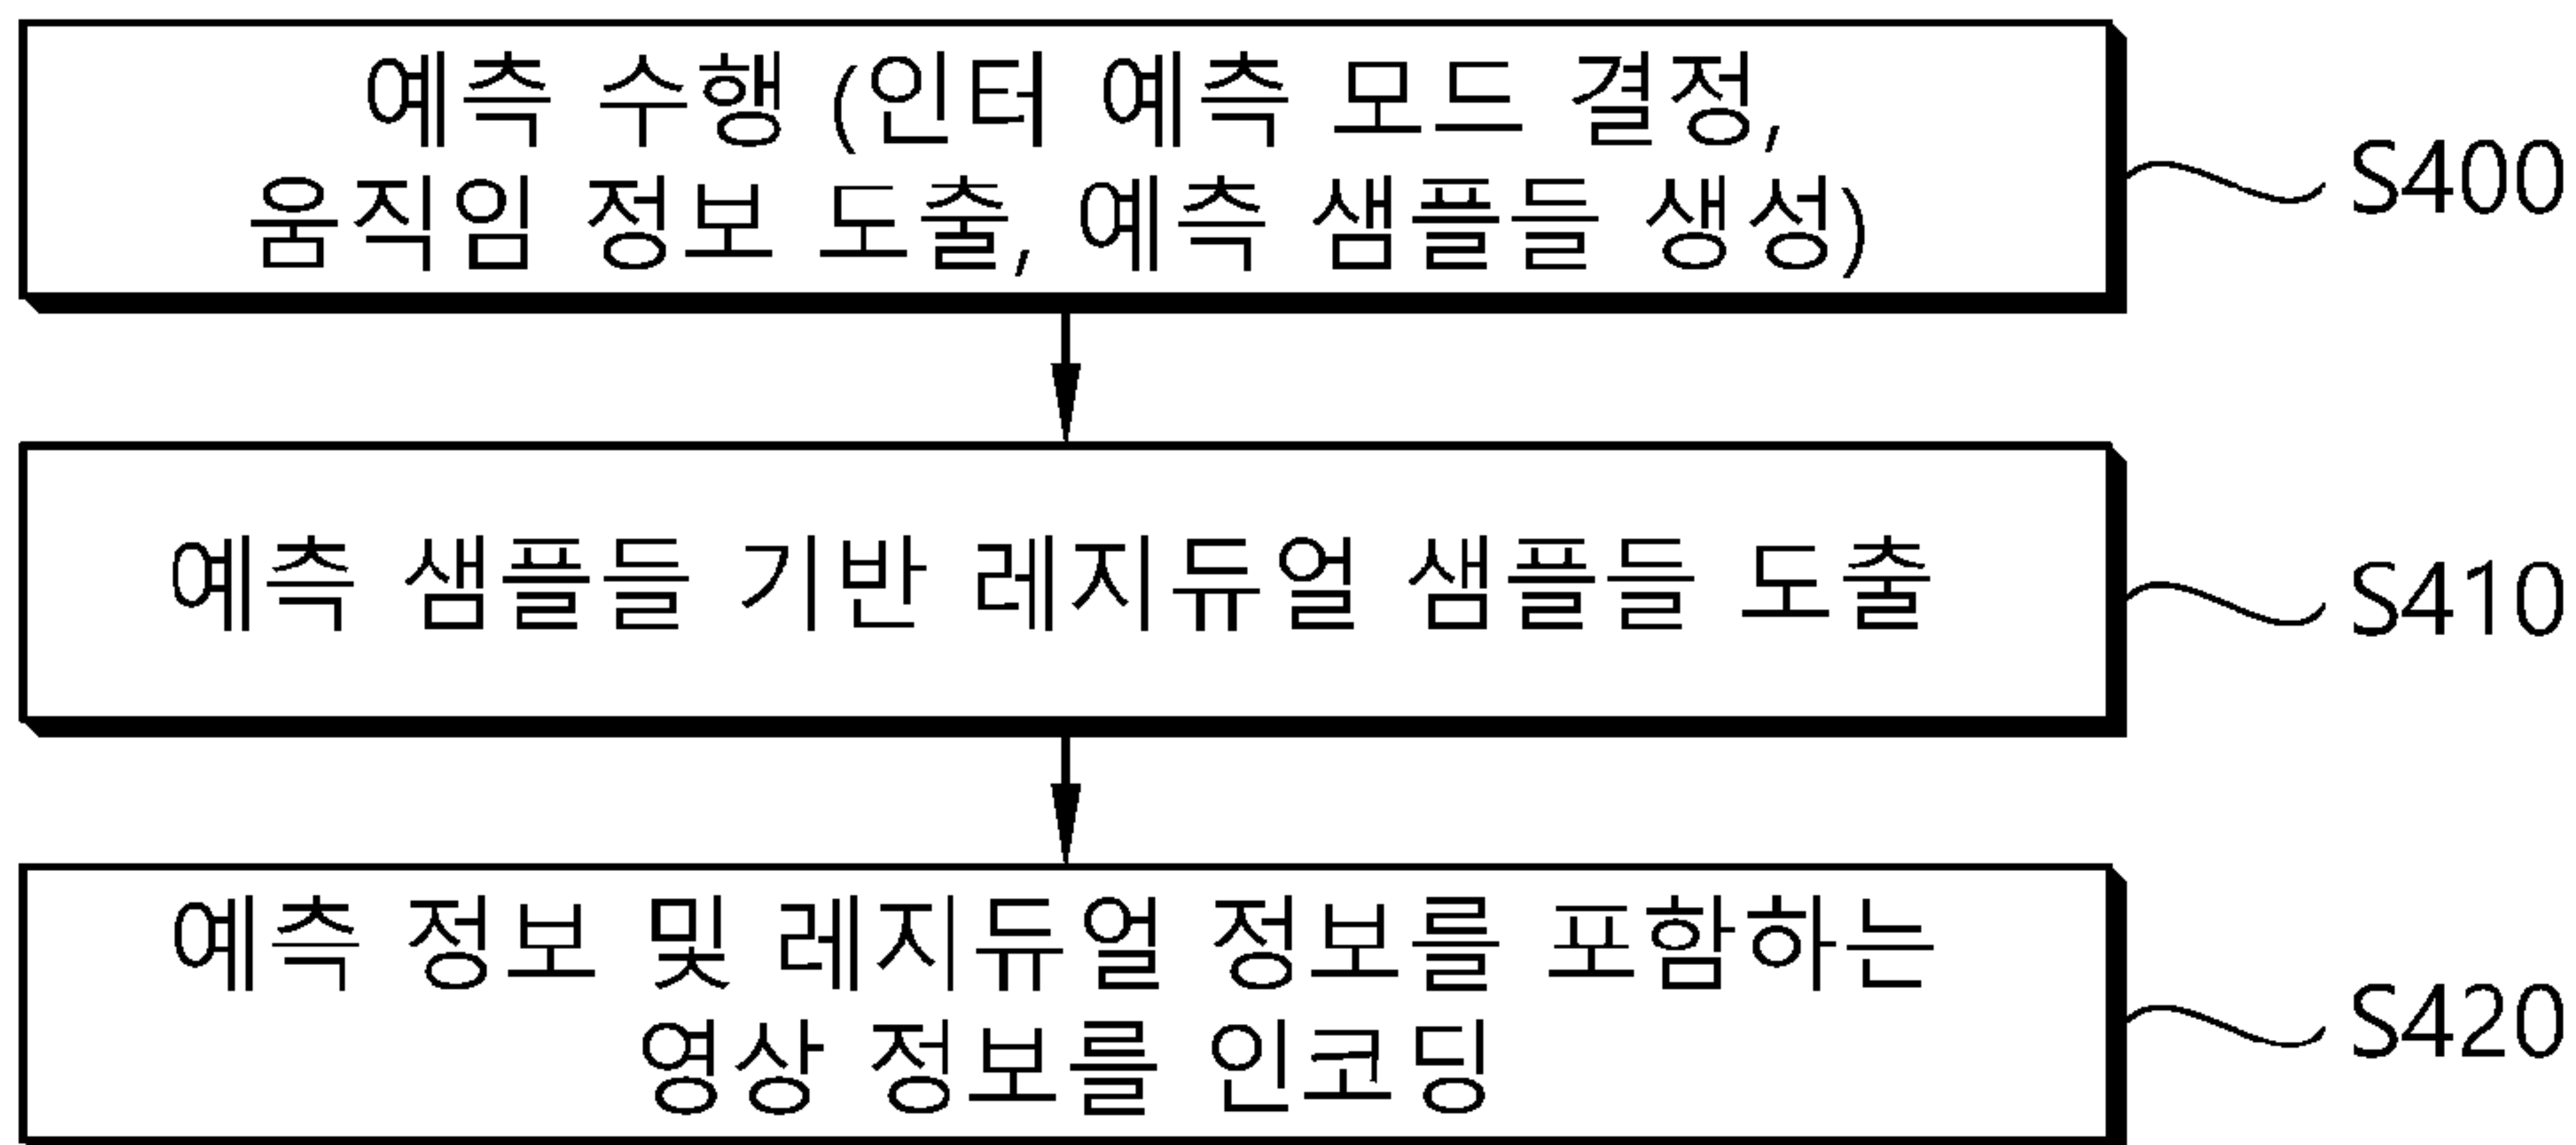 예측 수행 (인터 예측 모드 결정,
움직임 정보 도출, 예측 샘플들 생성)
S400
예측 샘플들 기반 레지듀얼 샘플들 도출
S410
예측 정보 및 레지듀얼 정보를 포함하는
영상 정보를 인코딩
S420